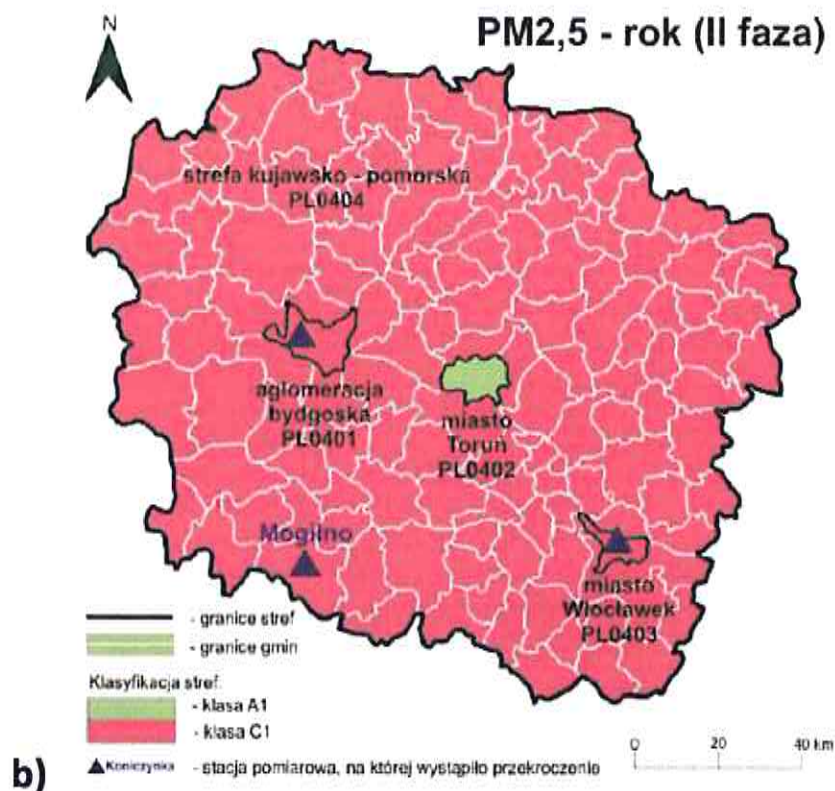 N
PM2,5 - rok (II faza)
strefa kujawsko - pomorska
PL0404
aglomeracja
bydgoska
PL0401
miasto
Toruń
PL0402
Mogilno
miasto
Włocławek
PL0403
- granice stref
- granice gmin
Klasyfikacja stref:
- klasa A1
- klasa C1
Koniczynka - stacja pomiarowa, na której wystąpiło przekroczenie
0 20 40 km
b)